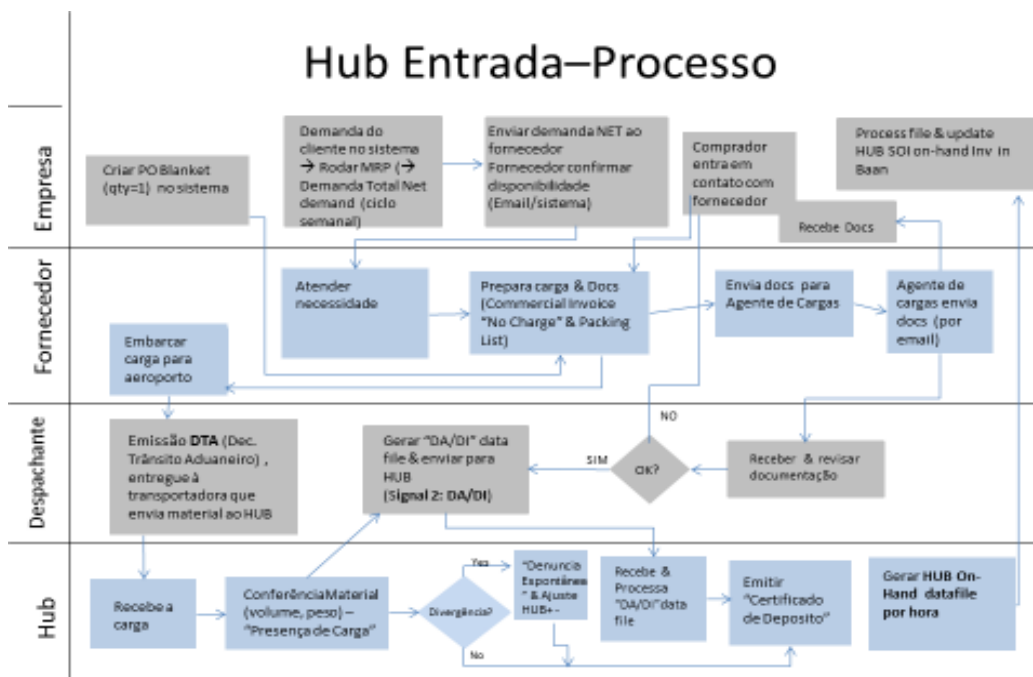 Hub Entrada–Processo
Empresa
Criar PO Blanket
(qty=1) no sistema
Demanda do
cliente no sistema
→ Rodar MRP (→
Demanda Total Net
demand (ciclo
semanal)
Enviar demanda NET ao
fornecedor
Fornecedor confirmar
disponibilidade
(Email/sistema)
Comprador
entra em
contato com
fornecedor
Recebe Docs
Process file & update
HUB SOI on-hand Inv in
Baan
Fornecedor
Embarcar
carga para
aeroporto
Atender
necessidade
Prepara carga & Docs
(Commercial Invoice
"No Charge" & Packing
List)
Envia docs para
Agente de Cargas
Agente de
cargas envia
docs (por
email)
Despachante
Emissão DTA (Dec.
Trânsito Aduaneiro) ,
entregue à
transportadora que
envia material ao HUB
Gerar "DA/DI" data
file & enviar para
HUB
(Signal 2: DA/DI)
SIM
OK?
NO
Receber & revisar
documentação
Hub
Recebe a
carga
Conferência Material
(volume, peso) –
"Presença de Carga"
Divergência?
Yes
No
"Denuncia
Espontânea
" & Ajuste
HUB+-
Recebe &
Processa
"DA/DI" data
file
Emitir
"Certificado
de Deposito"
Gerar HUB On-
Hand datafile
por hora